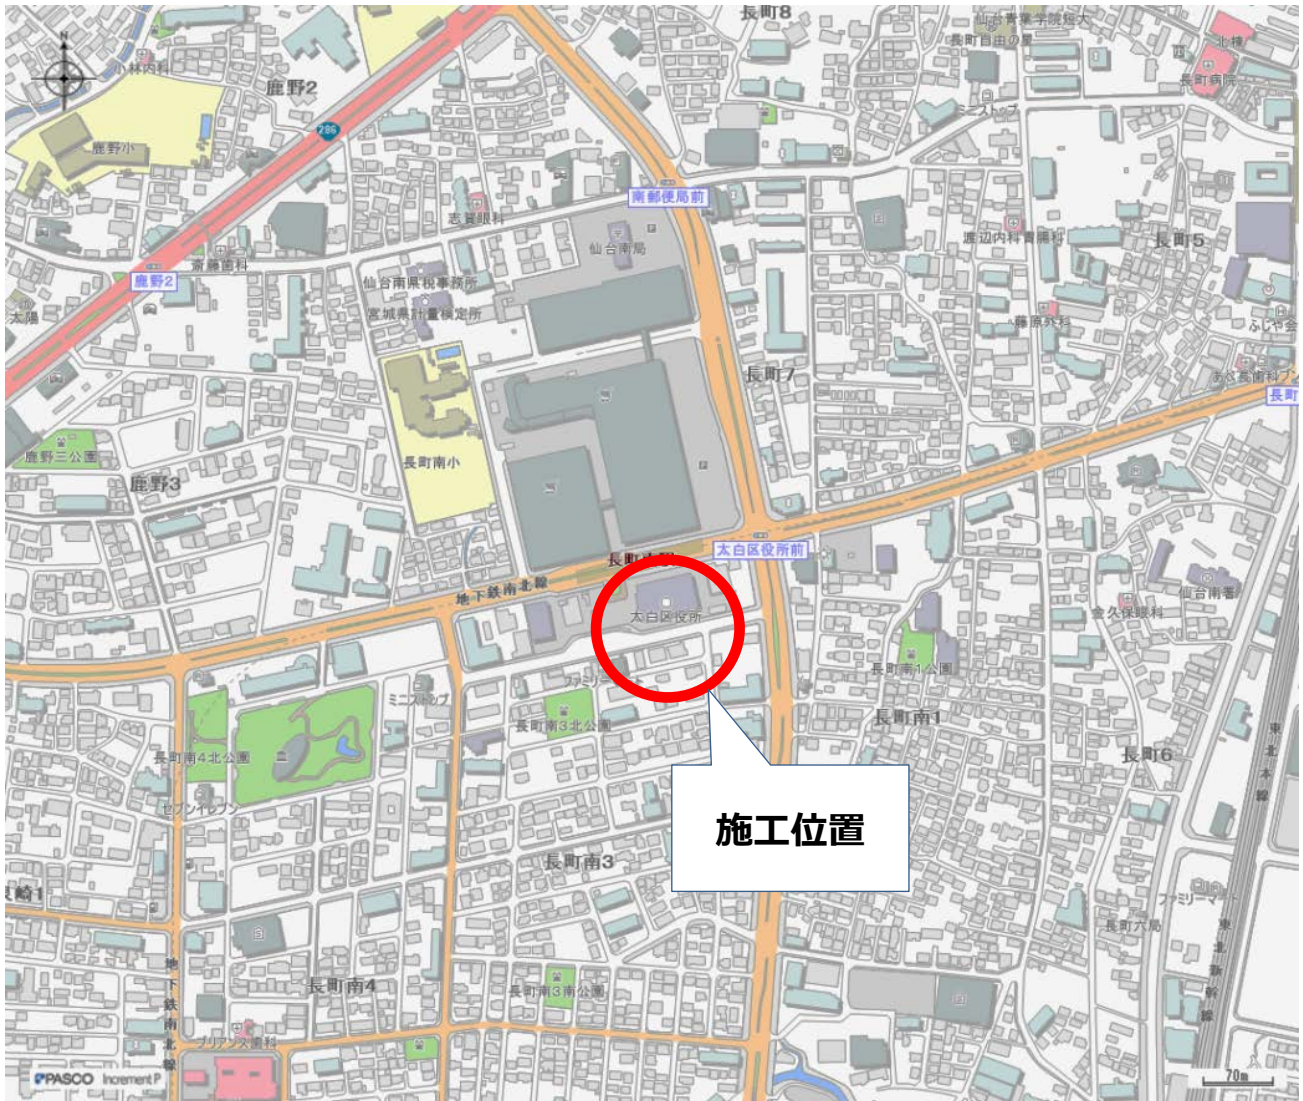 長町8
仙台青葉学院短大
長町自由の星
北棟
長町病院
N
小林内科
鹿野2
ミニストップ
286
鹿野小
南郵便局前
志賀眼科
仙台南局
渡辺内科胃腸科
長町5
斎藤歯科
鹿野2
仙台南県税事務所
宮城県計量検定所
太陽
藤原外科
ふじや会
長町7
長町
鹿野三公園
長町南小
鹿野3
太白区役所前
地下鉄南北線
太白区役所
仙台南署
金久保眼科
長町南1公園
ファミリーマート
ミニストップ
長町南3北公園
長町南1
長町南4北公園
長町6
東北本線
セブンイレブン
施工位置
長町南3
ファミリーマート
長町六局
東北新幹線
地下鉄南北線
長町南4
長町南3南公園
ブリアンス歯科
PASCO Increment P
70m